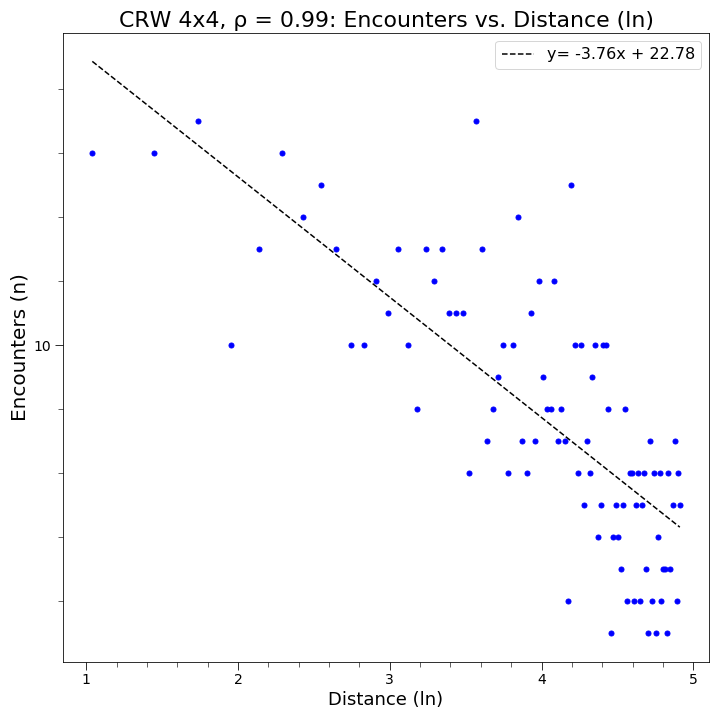 CRW 4x4, ρ = 0.99: Encounters vs. Distance (ln)
y= -3.76x + 22.78
Encounters (n)
10
1 2 3 4 5
Distance (ln)